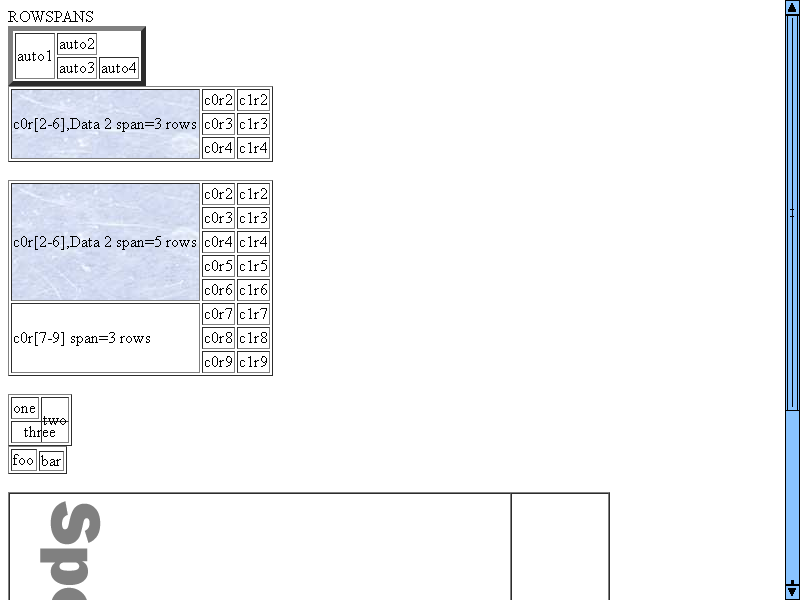 ROWSPANS
auto1 auto2
auto3 auto4
c0r[2-6],Data 2 span=3 rows c0r2 c1r2
c0r3 c1r3
c0r4 c1r4
c0r[2-6],Data 2 span=5 rows c0r2 c1r2
c0r3 c1r3
c0r4 c1r4
c0r5 c1r5
c0r6 c1r6
c0r[7-9] span=3 rows c0r7 c1r7
c0r8 c1r8
c0r9 c1r9
one two
three
foo bar